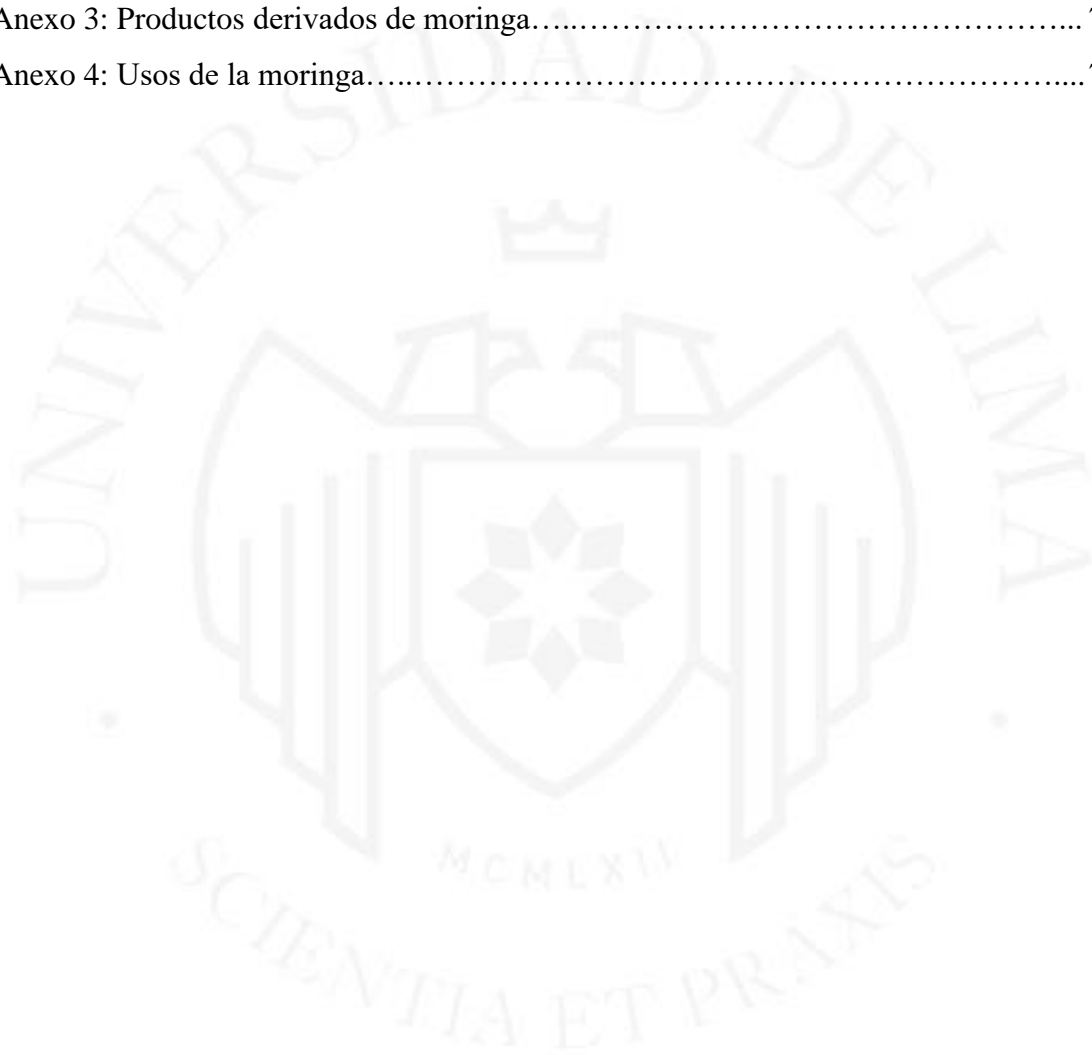 Anexo 3: Productos derivados de moringa….…………………………………………...
Anexo 4: Usos de la moringa…..………………………………………………………....
UNIVERSIDAD DE LIMA
MCMLXII
SCIENTIA ET PRAXIS